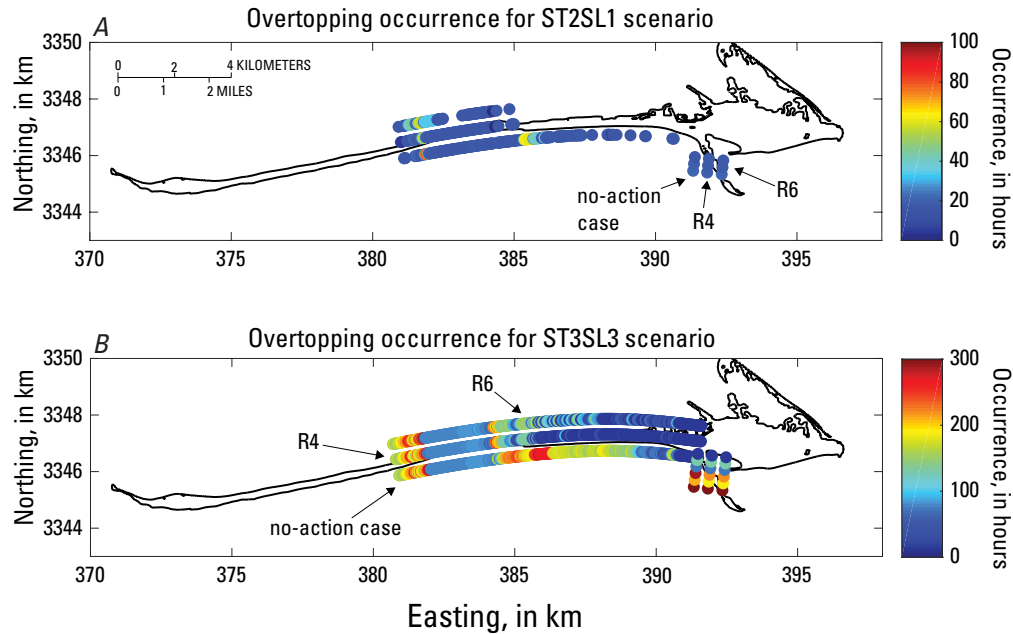 A
Overtopping occurrence for ST2SL1 scenario
3350
3348
3346
3344
Northing, in km
0 2 4 KILOMETERS
0 1 2 MILES
no-action
case
R4
R6
370 375 380 385 390 395
100
80
60
40
20
0
Occurrence, in hours
B
Overtopping occurrence for ST3SL3 scenario
3350
3348
3346
3344
Northing, in km
R6
R4
no-action case
370 375 380 385 390 395
300
200
100
0
Occurrence, in hours
Easting, in km